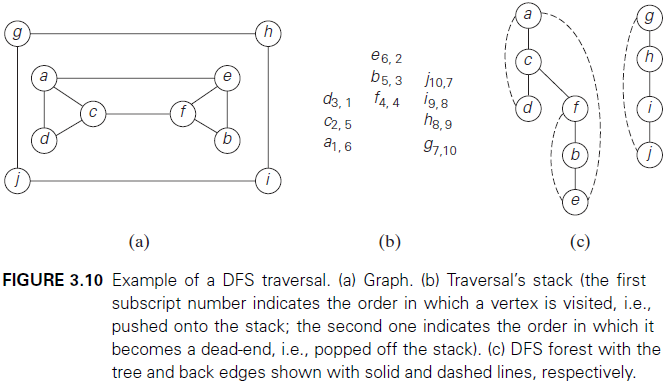 g h
a e
c f
d b
j i
e6, 2
b5, 3 j10,7
d3, 1 f4, 4 i9, 8
c2, 5 h8, 9
a1, 6 g7,10
a g
c h
d f i
b j
e
(a) (b) (c)
FIGURE 3.10 Example of a DFS traversal. (a) Graph. (b) Traversal's stack (the first
subscript number indicates the order in which a vertex is visited, i.e.,
pushed onto the stack; the second one indicates the order in which it
becomes a dead-end, i.e., popped off the stack). (c) DFS forest with the
tree and back edges shown with solid and dashed lines, respectively.